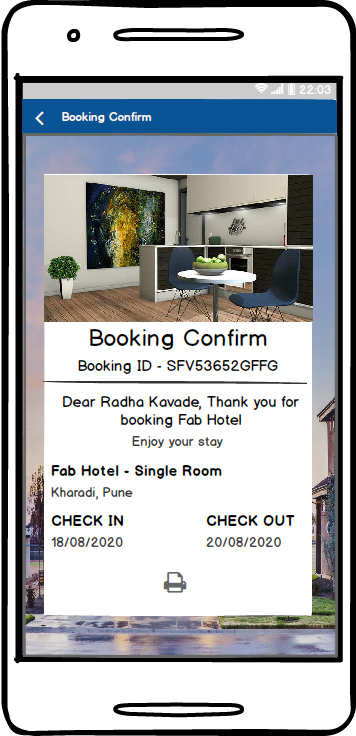 22:03
Booking Confirm
Booking Confirm
Booking ID - SFV53652GFFG
Dear Radha Kavade, Thank you for
booking Fab Hotel
Enjoy your stay
Fab Hotel - Single Room
Kharadi, Pune
CHECK IN CHECK OUT
18/08/2020 20/08/2020